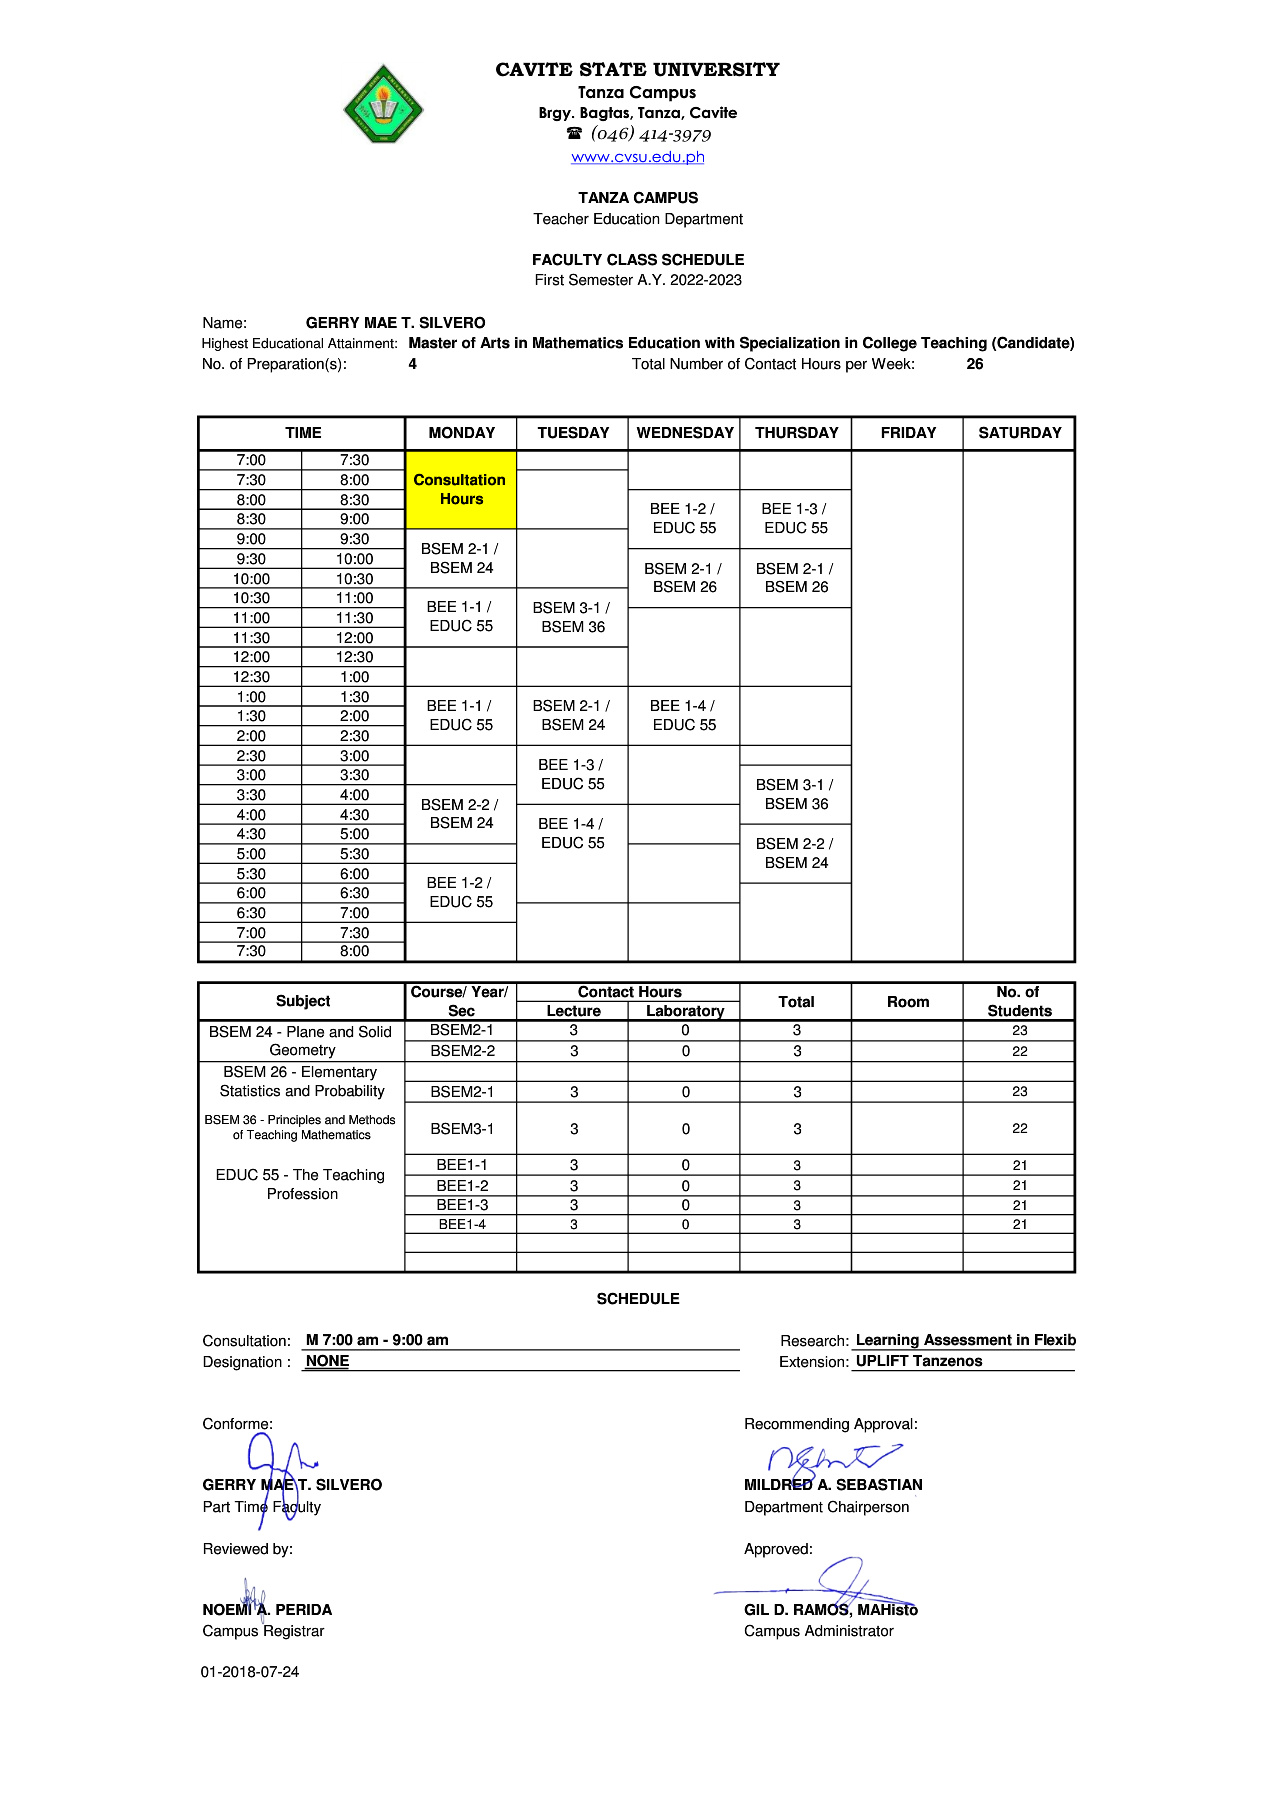 CAVITE STATE UNIVERSITY
Tanza Campus
Brgy. Bagtas, Tanza, Cavite
☎ (046) 414-3979
www.cvsu.edu.ph
TANZA CAMPUS
Teacher Education Department
FACULTY CLASS SCHEDULE
First Semester A.Y. 2022-2023
Name: GERRY MAE T. SILVERO
Highest Educational Attainment: Master of Arts in Mathematics Education with Specialization in College Teaching (Candidate)
No. of Preparation(s): 4 Total Number of Contact Hours per Week: 26
TIME MONDAY TUESDAY WEDNESDAY THURSDAY FRIDAY SATURDAY
7:00 7:30
7:30 8:00 Consultation
8:00 8:30 Hours BEE 1-2 / BEE 1-3 /
8:30 9:00 EDUC 55 EDUC 55
9:00 9:30 BSEM 2-1 /
9:30 10:00 BSEM 24 BSEM 2-1 / BSEM 2-1 /
10:00 10:30 BSEM 26 BSEM 26
10:30 11:00 BEE 1-1 / BSEM 3-1 /
11:00 11:30 EDUC 55 BSEM 36
11:30 12:00
12:00 12:30
12:30 1:00
1:00 1:30 BEE 1-1 / BSEM 2-1 / BEE 1-4 /
1:30 2:00 EDUC 55 BSEM 24 EDUC 55
2:00 2:30
2:30 3:00 BEE 1-3 /
3:00 3:30 EDUC 55 BSEM 3-1 /
3:30 4:00 BSEM 2-2 / BSEM 36
4:00 4:30 BSEM 24 BEE 1-4 /
4:30 5:00 EDUC 55 BSEM 2-2 /
5:00 5:30 BSEM 24
5:30 6:00 BEE 1-2 /
6:00 6:30 EDUC 55
6:30 7:00
7:00 7:30
7:30 8:00
Subject Course/ Year/ Contact Hours Total Room No. of
Sec Lecture Laboratory Students
BSEM 24 - Plane and Solid BSEM2-1 3 0 3 23
Geometry BSEM2-2 3 0 3 22
BSEM 26 - Elementary
Statistics and Probability BSEM2-1 3 0 3 23
BSEM 36 - Principles and Methods
of Teaching Mathematics BSEM3-1 3 0 3 22
BEE1-1 3 0 3 21
EDUC 55 - The Teaching BEE1-2 3 0 3 21
Profession BEE1-3 3 0 3 21
BEE1-4 3 0 3 21
SCHEDULE
Consultation: M 7:00 am - 9:00 am Research: Learning Assessment in Flexib
Designation : NONE Extension: UPLIFT Tanzenos
Conforme: Recommending Approval:
GERRY MAE T. SILVERO MILDRED A. SEBASTIAN
Part Time Faculty Department Chairperson
Reviewed by: Approved:
NOEMI A. PERIDA GIL D. RAMOS, MAHisto
Campus Registrar Campus Administrator
01-2018-07-24